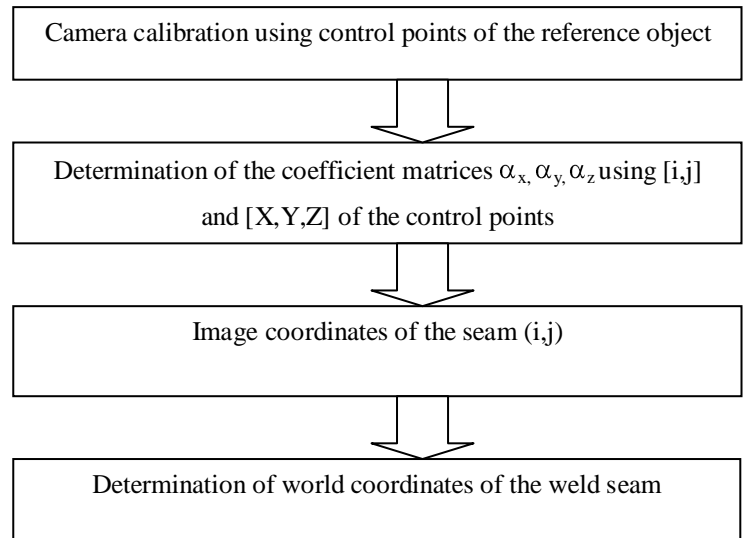 Camera calibration using control points of the reference object
Determination of the coefficient matrices αx, αy, αz using [i,j]
and [X,Y,Z] of the control points
Image coordinates of the seam (i,j)
Determination of world coordinates of the weld seam